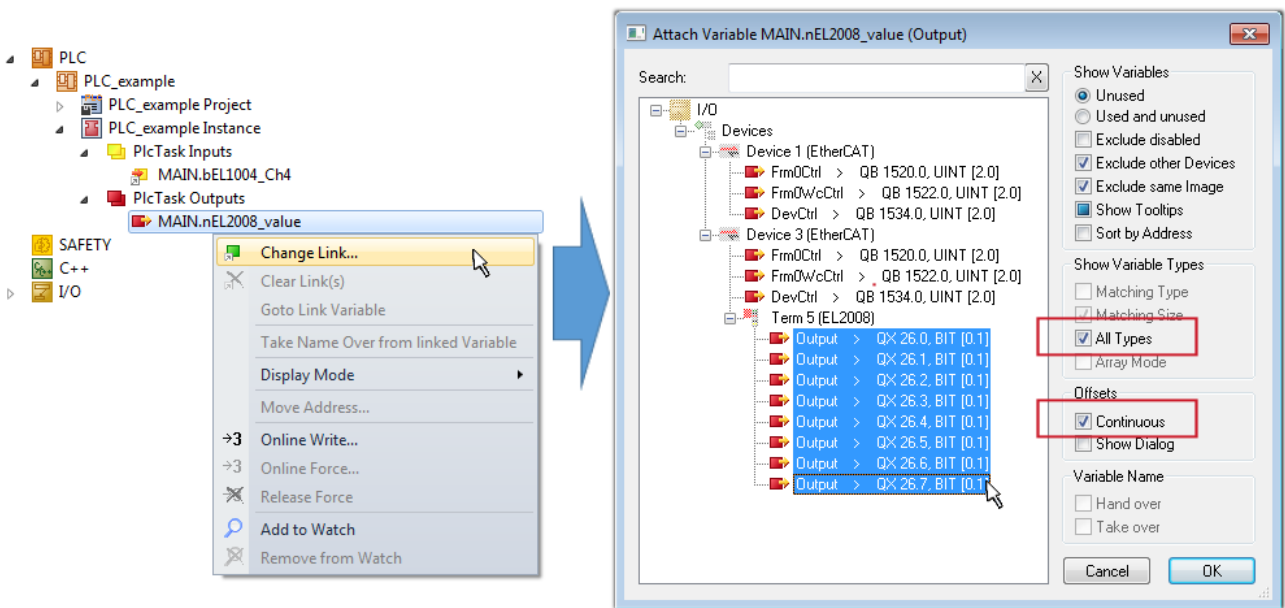 PLC
PLC_example
PLC_example Project
PLC_example Instance
PlcTask Inputs
MAIN.bEL1004_Ch4
PlcTask Outputs
MAIN.nEL2008_value
SAFETY
C++
I/O
Change Link...
Clear Link(s)
Goto Link Variable
Take Name Over from linked Variable
Display Mode
Move Address...
→3 Online Write...
→3 Online Force...
Release Force
Add to Watch
Remove from Watch
Attach Variable MAIN.nEL2008_value (Output)
Search:
X
I/O
Devices
Device 1 (EtherCAT)
Frm0Ctrl > QB 1520.0, UINT [2.0]
Frm0WcCtrl > QB 1522.0, UINT [2.0]
DevCtrl > QB 1534.0, UINT [2.0]
Device 3 (EtherCAT)
Frm0Ctrl > QB 1520.0, UINT [2.0]
Frm0WcCtrl > QB 1522.0, UINT [2.0]
DevCtrl > QB 1534.0, UINT [2.0]
Term 5 (EL2008)
Output > QX 26.0, BIT [0.1]
Output > QX 26.1, BIT [0.1]
Output > QX 26.2, BIT [0.1]
Output > QX 26.3, BIT [0.1]
Output > QX 26.4, BIT [0.1]
Output > QX 26.5, BIT [0.1]
Output > QX 26.6, BIT [0.1]
Output > QX 26.7, BIT [0.1]
Show Variables
Unused
Used and unused
Exclude disabled
Exclude other Devices
Exclude same Image
Show Tooltips
Sort by Address
Show Variable Types
Matching Type
Matching Size
All Types
Array Mode
Offsets
Continuous
Show Dialog
Variable Name
Hand over
Take over
Cancel
OK